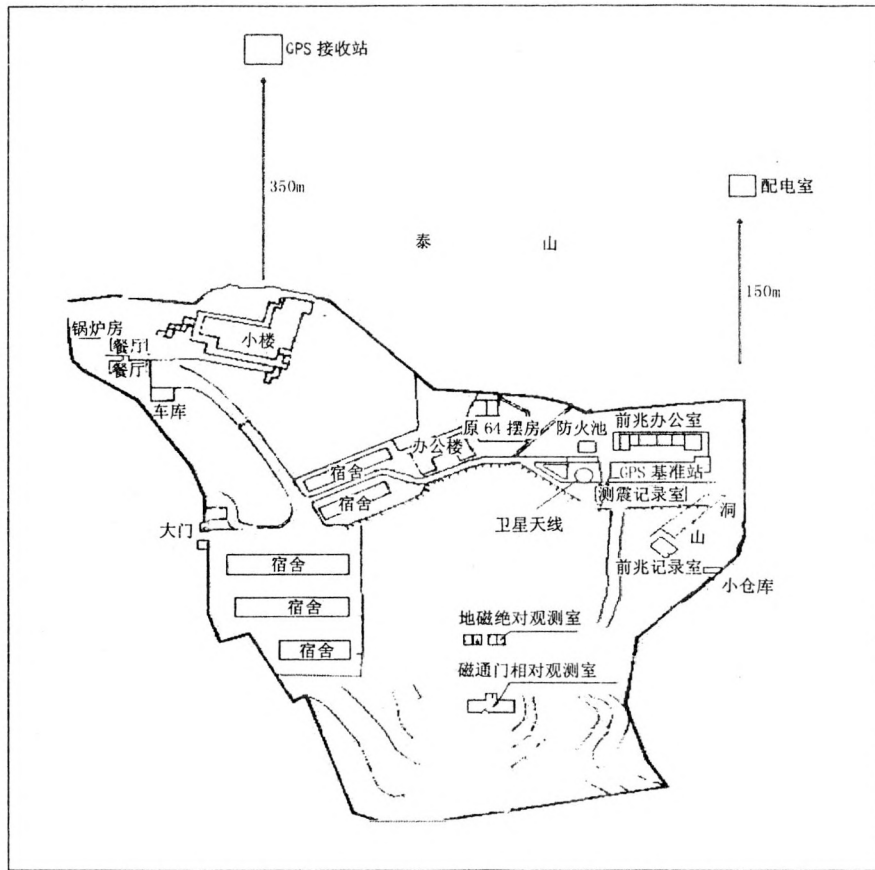 GPS 接收站
350m
配电室
泰 山
150m
锅炉房
餐厅
小楼
餐厅
车库
原64摆房
防火池
前兆办公室
办公楼
宿舍
GPS 基准站
宿舍
测震记录室
大门
卫星天线
山洞
宿舍
前兆记录室
小仓库
宿舍
地磁绝对观测室
宿舍
磁通门相对观测室